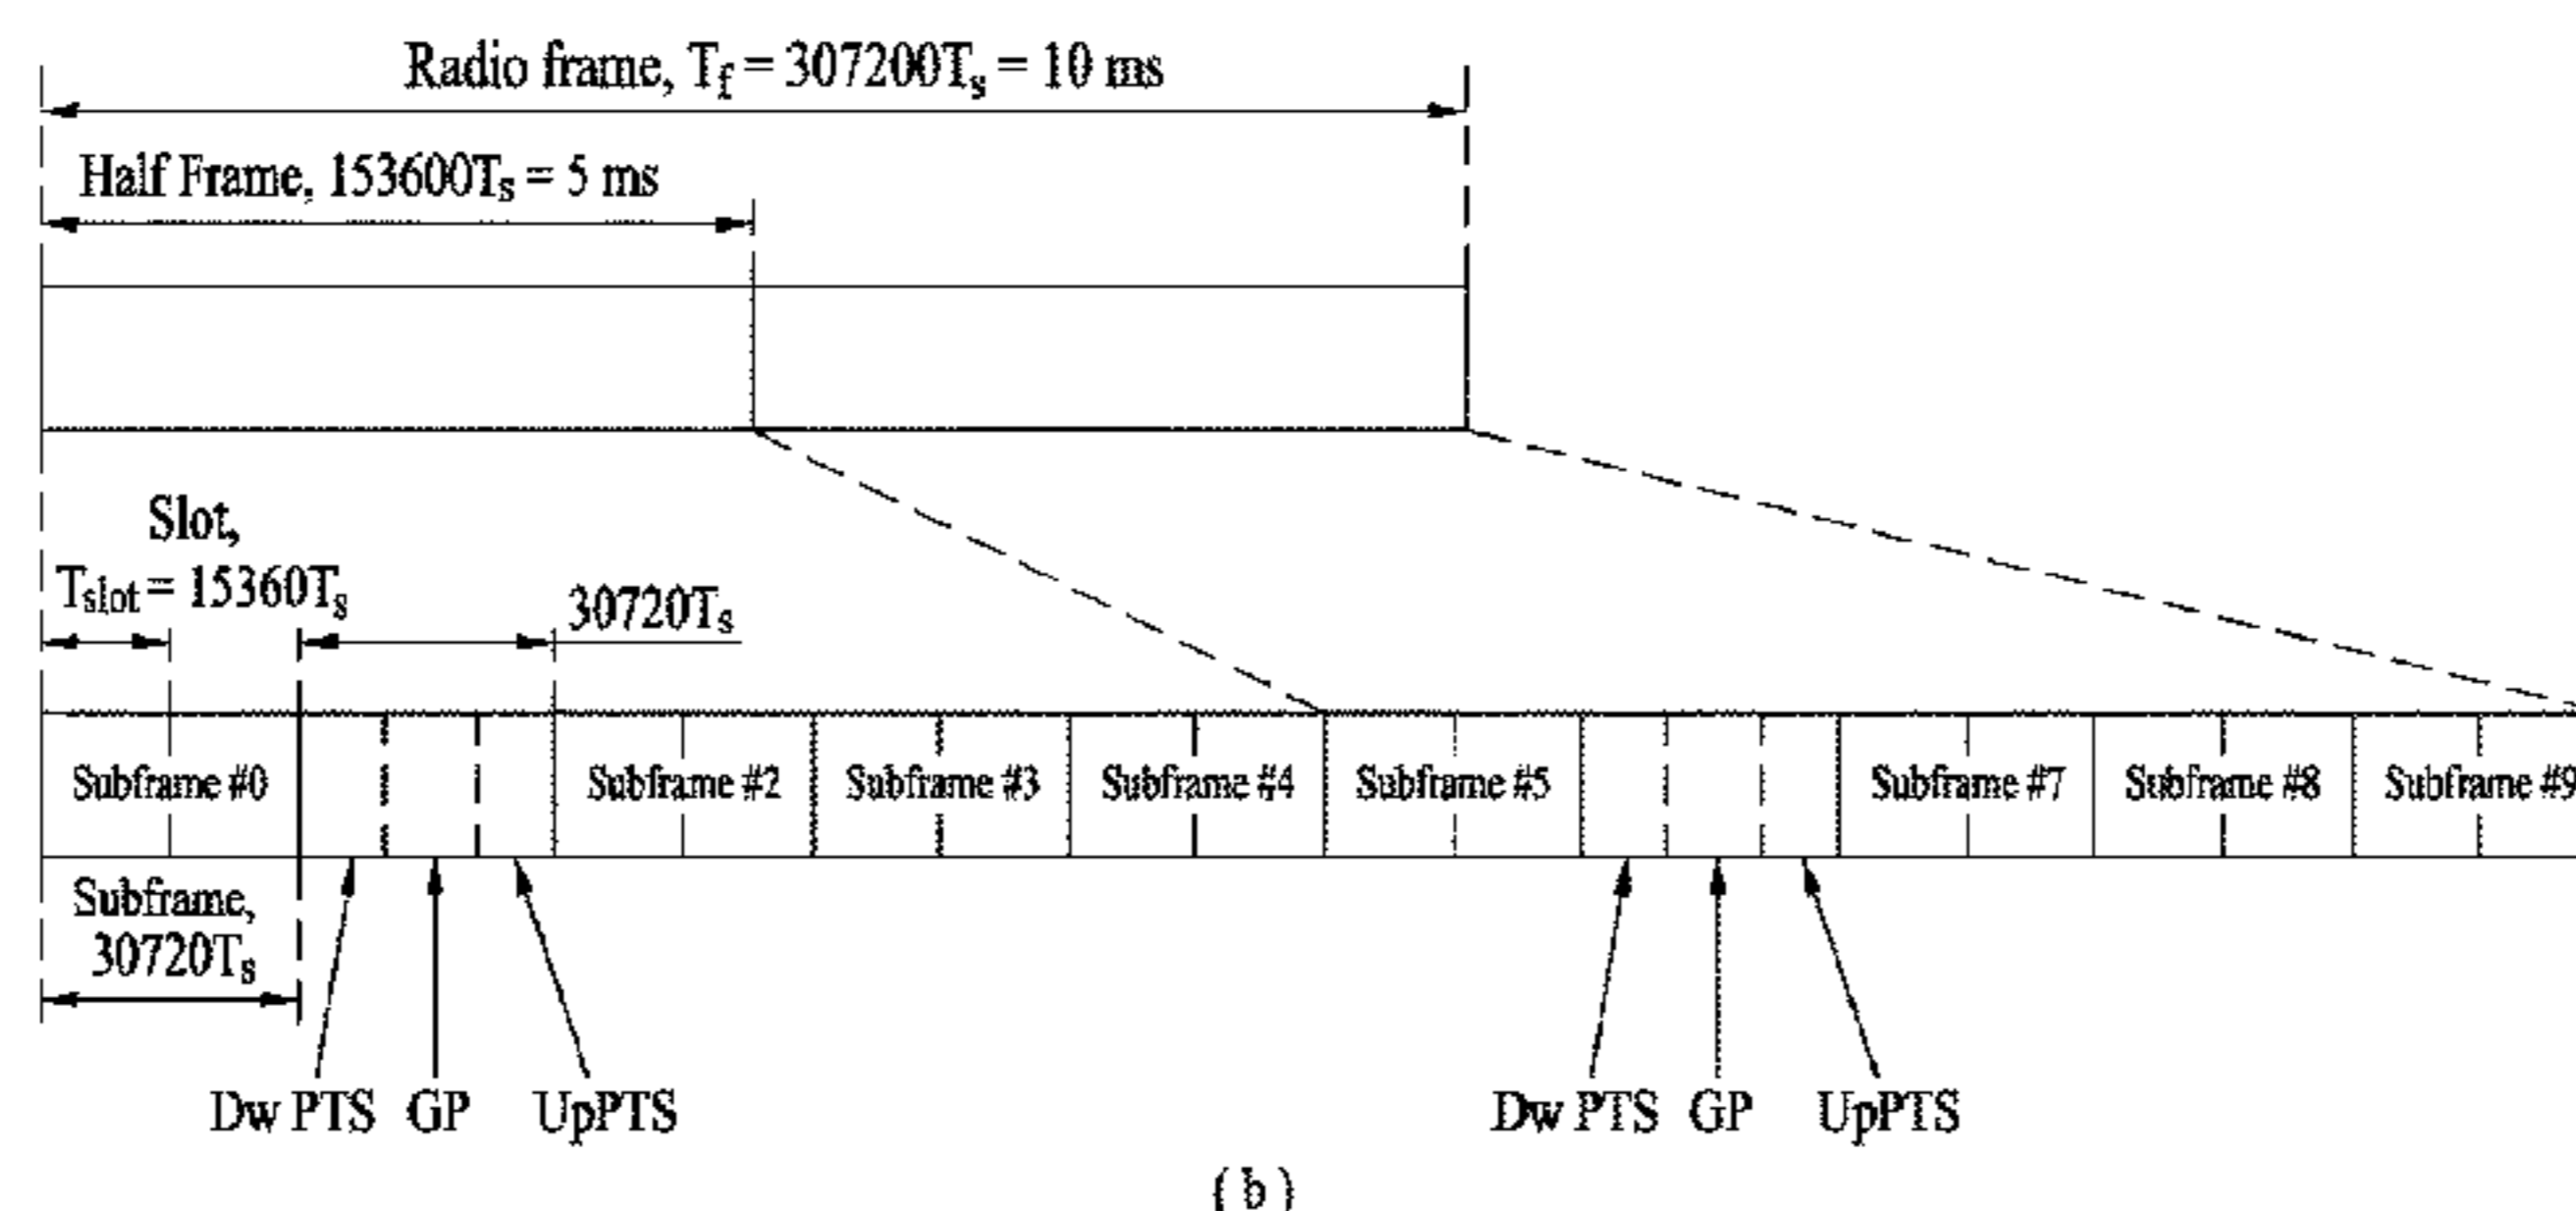 Radio frame, Tf = 307200Ts = 10 ms
Half Frame, 153600Ts = 5 ms
Slot,
Tslot = 15360Ts
30720Ts
Subframe #0
Subframe #2
Subframe #3
Subframe #4
Subframe #5
Subframe #7
Subframe #8
Subframe #9
Subframe,
30720Ts
Dw PTS
GP
UpPTS
Dw PTS
GP
UpPTS
( b )